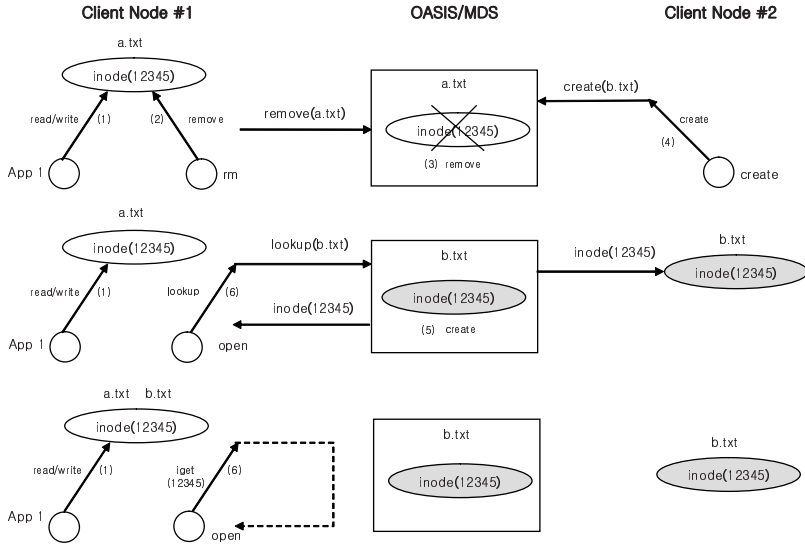 Client Node #1 OASIS/MDS Client Node #2
a.txt
inode(12345)
read/write (1) (2) remove
App 1 rm
remove(a.txt)
a.txt
inode(12345)
(3) remove
create(b.txt)
create
(4)
create
a.txt
inode(12345)
read/write (1) lookup (6)
App 1 open
lookup(b.txt)
inode(12345)
b.txt
inode(12345)
(5) create
inode(12345)
b.txt
inode(12345)
a.txt b.txt
inode(12345)
read/write (1) iget (6)
(12345)
App 1 open
b.txt
inode(12345)
b.txt
inode(12345)